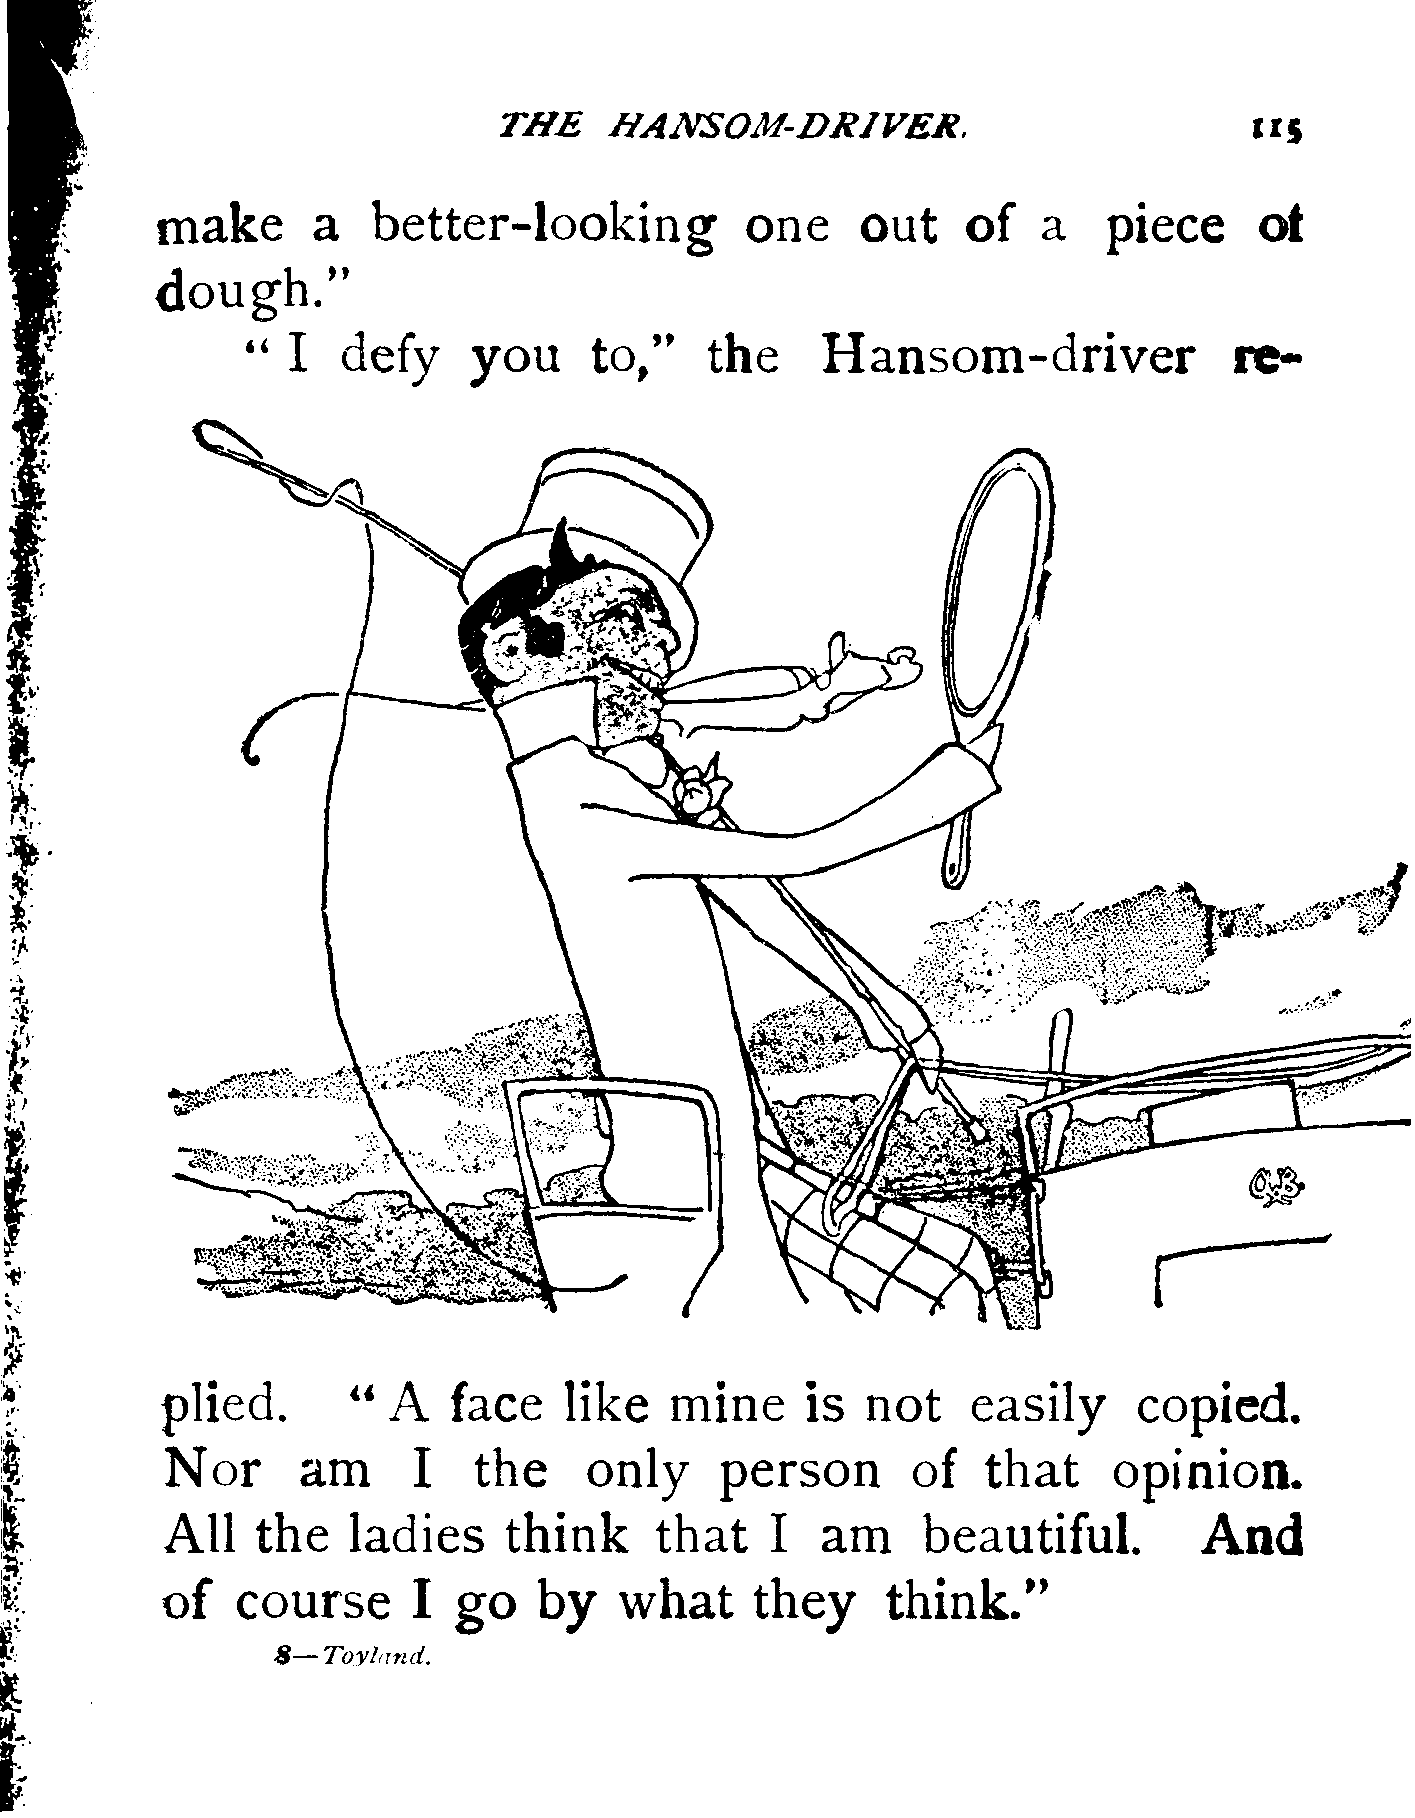 THE HANSOM-DRIVER. 115
make a better-looking one out of a piece of
dough."
"I defy you to," the Hansom-driver re-
plied. "A face like mine is not easily copied.
Nor am I the only person of that opinion.
All the ladies think that I am beautiful. And
of course I go by what they think."
8—Toyland.